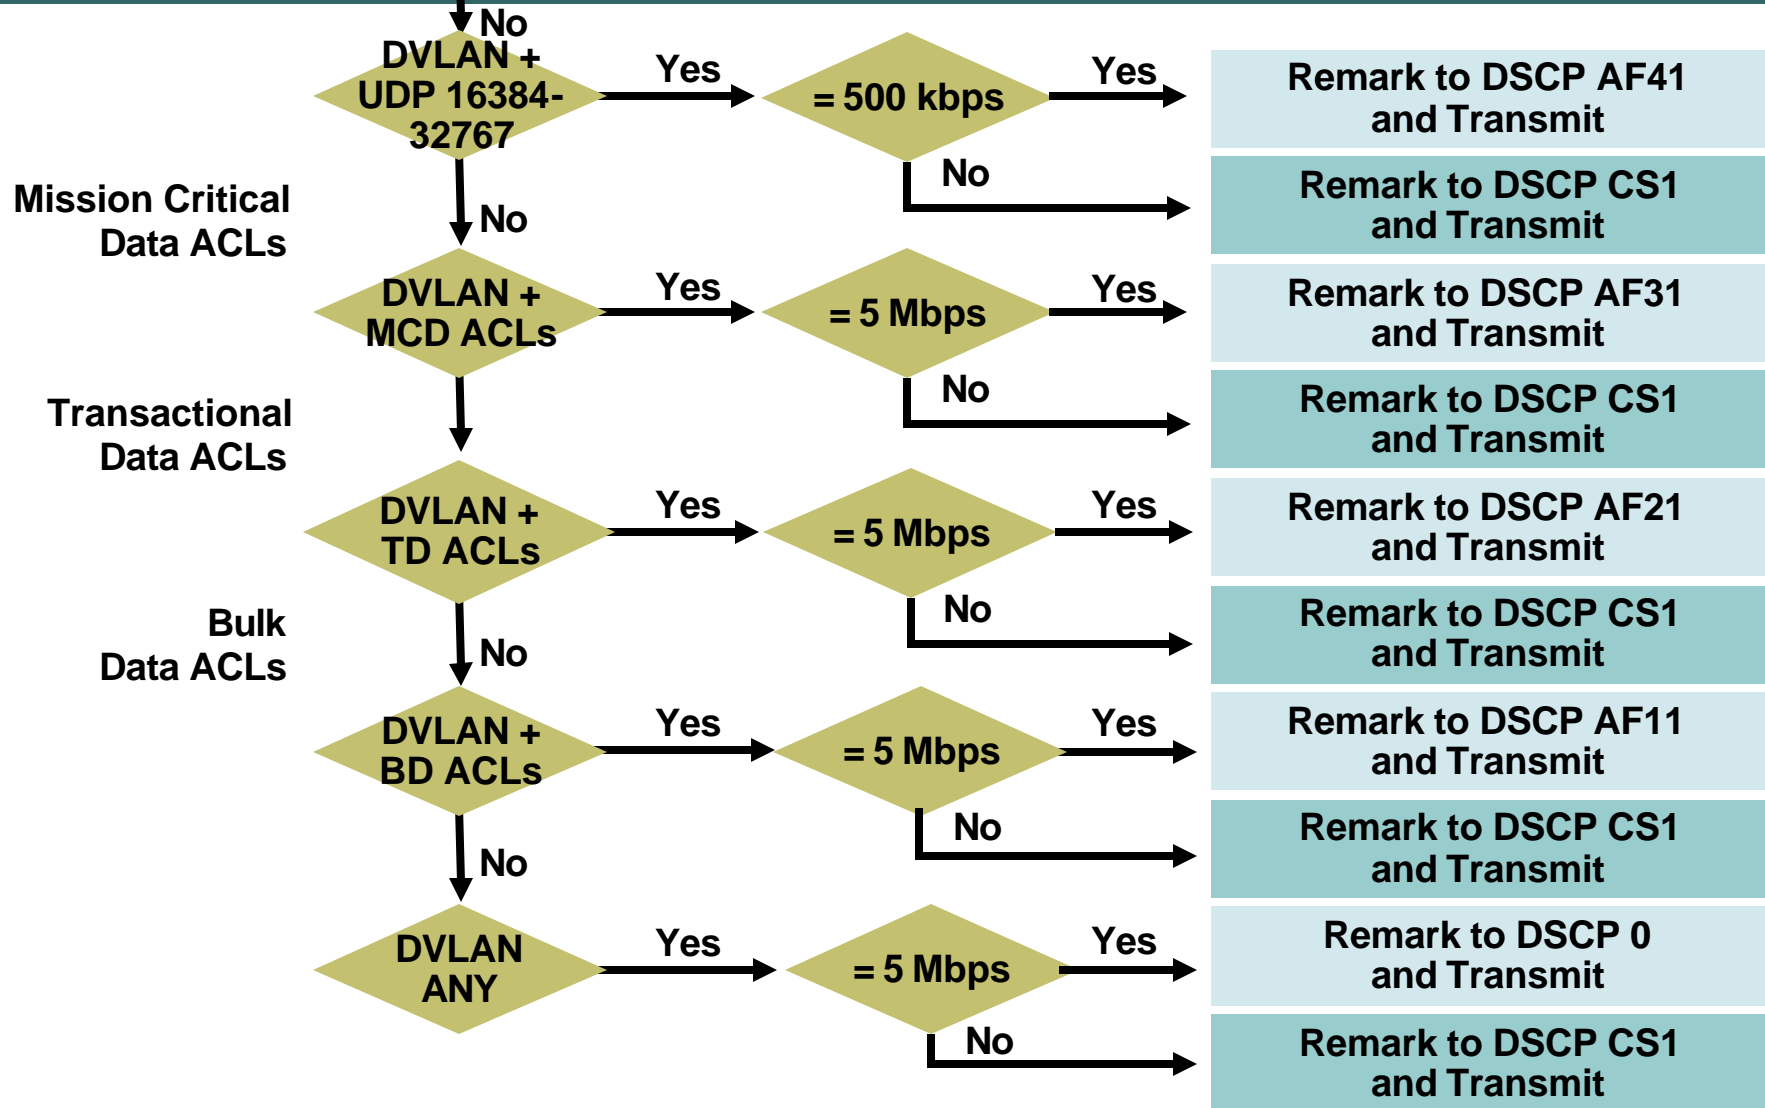 No
DVLAN +
UDP 16384-
32767
Yes
= 500 kbps
Yes
Remark to DSCP AF41
and Transmit
No
Remark to DSCP CS1
and Transmit
Mission Critical
Data ACLs
No
DVLAN +
MCD ACLs
Yes
= 5 Mbps
Yes
Remark to DSCP AF31
and Transmit
No
Remark to DSCP CS1
and Transmit
Transactional
Data ACLs
DVLAN +
TD ACLs
Yes
= 5 Mbps
Yes
Remark to DSCP AF21
and Transmit
No
Remark to DSCP CS1
and Transmit
Bulk
Data ACLs
No
DVLAN +
BD ACLs
Yes
= 5 Mbps
Yes
Remark to DSCP AF11
and Transmit
No
Remark to DSCP CS1
and Transmit
No
DVLAN
ANY
Yes
= 5 Mbps
Yes
Remark to DSCP 0
and Transmit
No
Remark to DSCP CS1
and Transmit